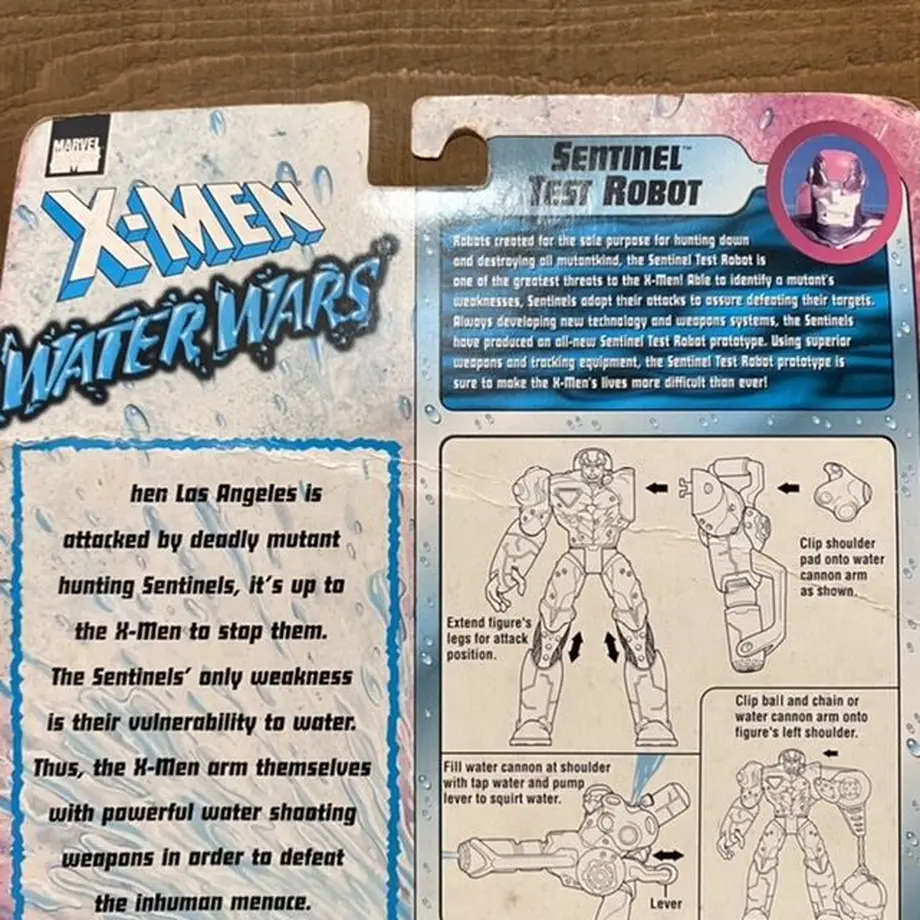 MARVEL
X-MEN
WATER WARS
hen Los Angeles is
attacked by deadly mutant
hunting Sentinels, it's up to
the X-Men to stop them.
The Sentinels' only weakness
is their vulnerability to water.
Thus, the X-Men arm themselves
with powerful water shooting
weapons in order to defeat
the inhuman menace.
SENTINEL™
TEST ROBOT
Robots created for the sole purpose for hunting down
and destroying all mutantkind, the Sentinel Test Robot is
one of the greatest threats to the X-Men! Able to identify a mutant's
weaknesses, Sentinels adapt their attacks to assure defeating their targets.
Always developing new technology and weapons systems, the Sentinels
have produced an all-new Sentinel Test Robot prototype. Using superior
weapons and tracking equipment, the Sentinel Test Robot prototype is
sure to make the X-Men's lives more difficult than ever!
Clip shoulder
pad onto water
cannon arm
as shown.
Extend figure's
legs for attack
position.
Clip ball and chain or
water cannon arm onto
figure's left shoulder.
Fill water cannon at shoulder
with tap water and pump
lever to squirt water.
Lever